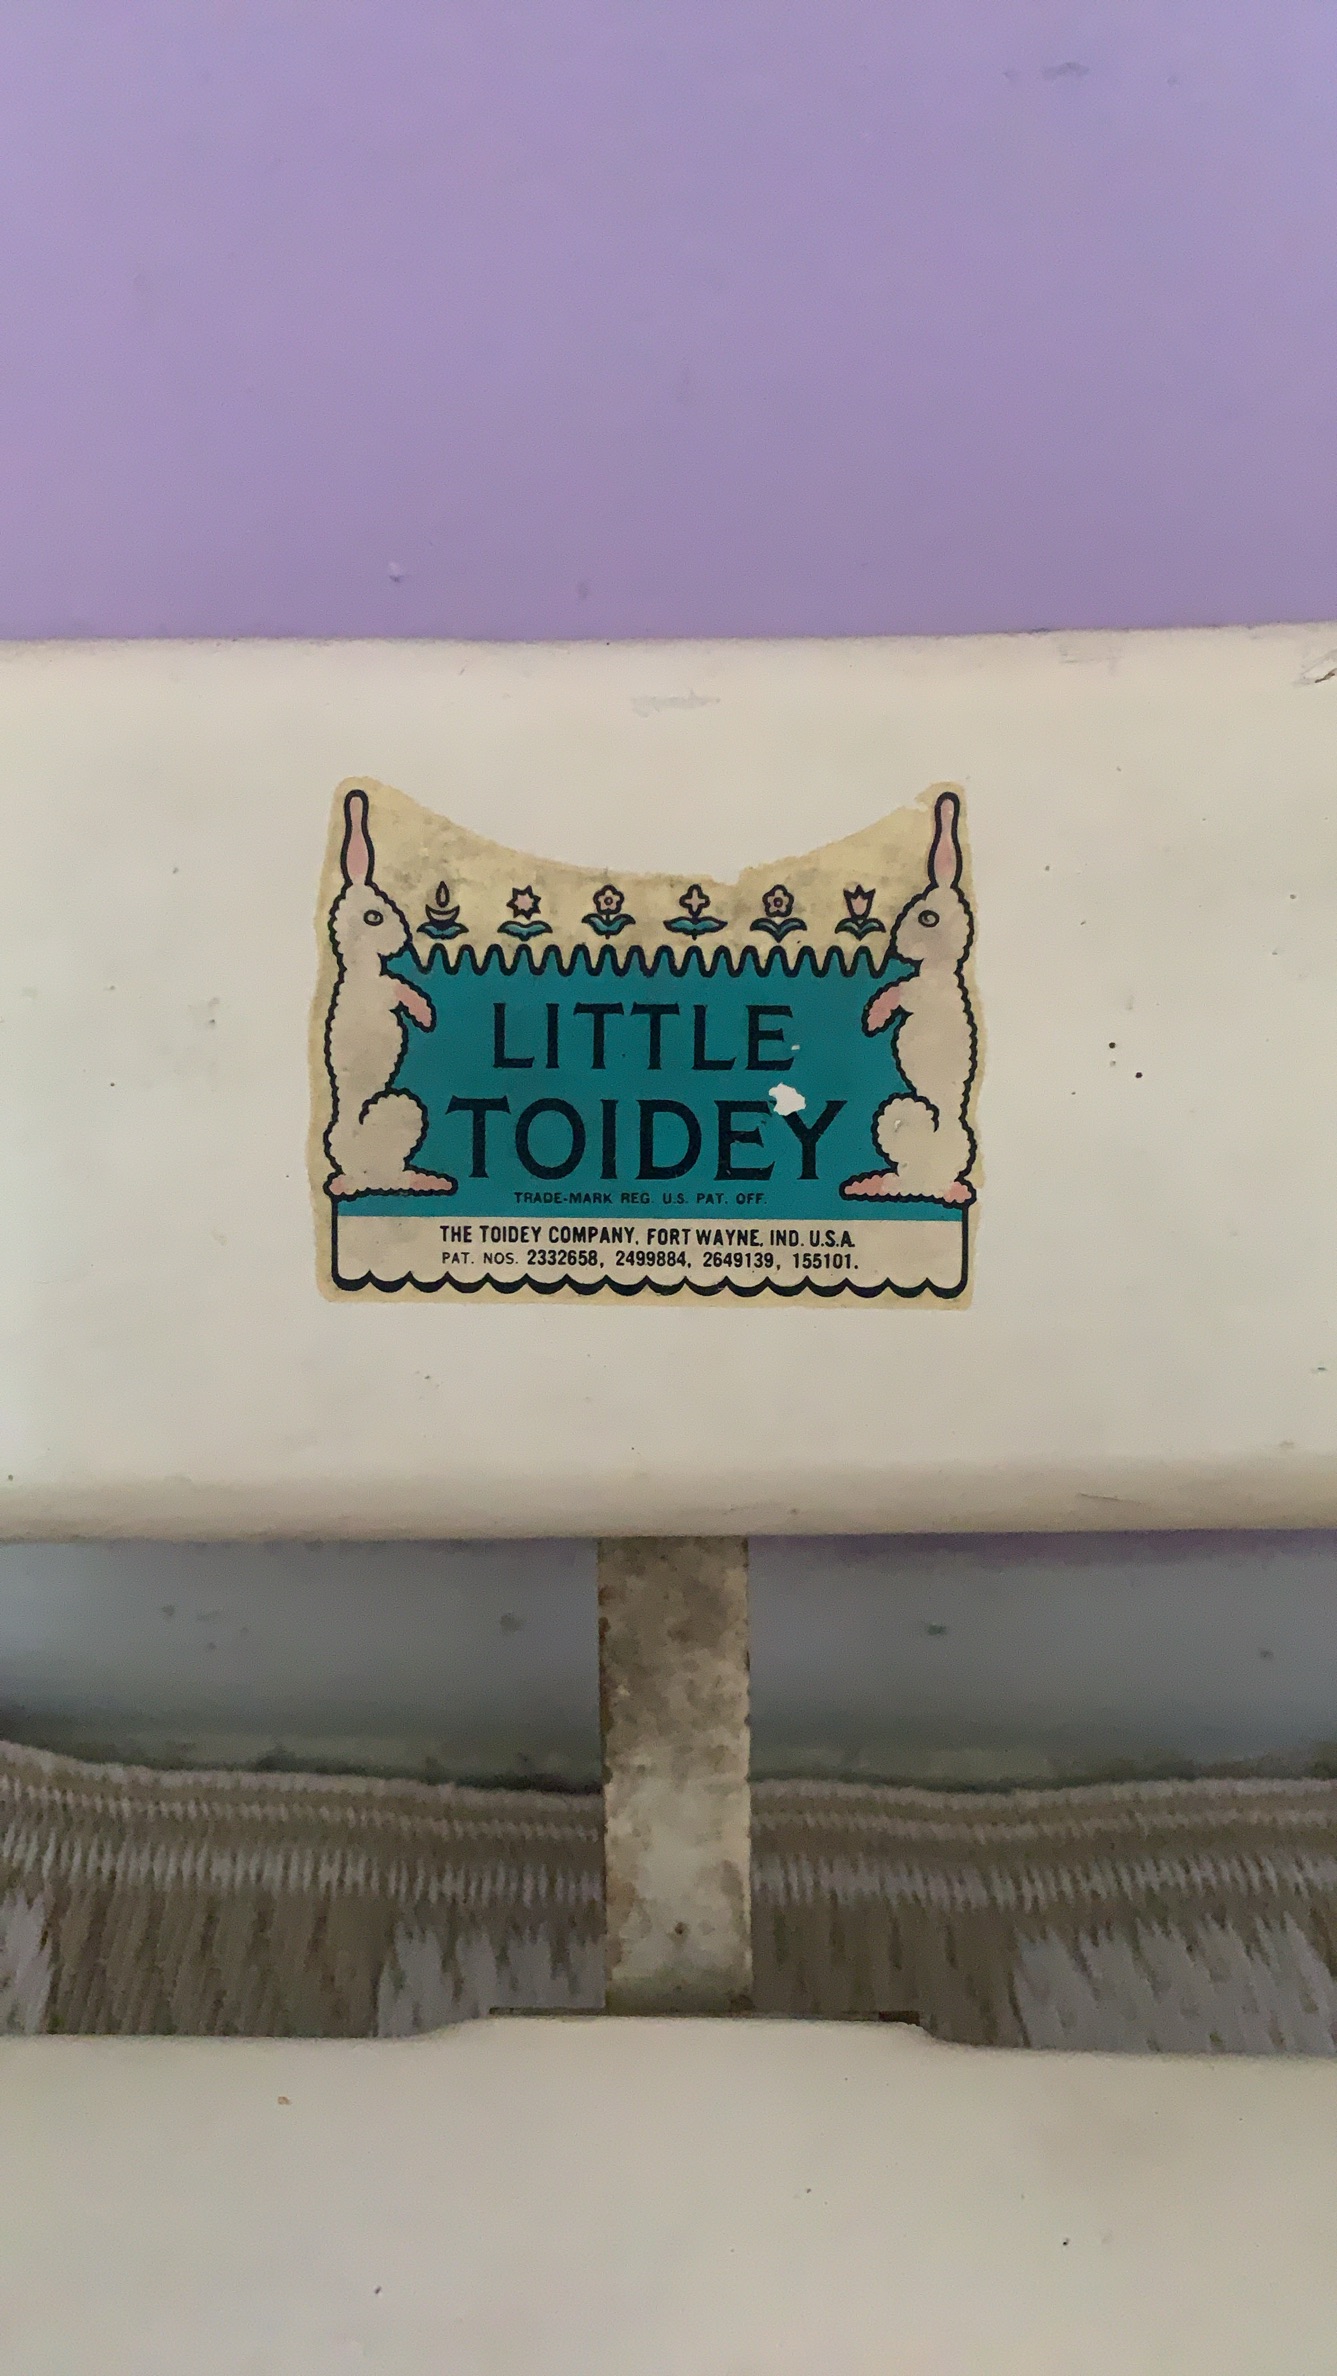 LITTLE
TOIDEY
TRADE-MARK REG. U.S. PAT. OFF.
THE TOIDEY COMPANY, FORT WAYNE, IND. U.S.A.
PAT. NOS. 2332658, 2499884, 2649139, 155101.